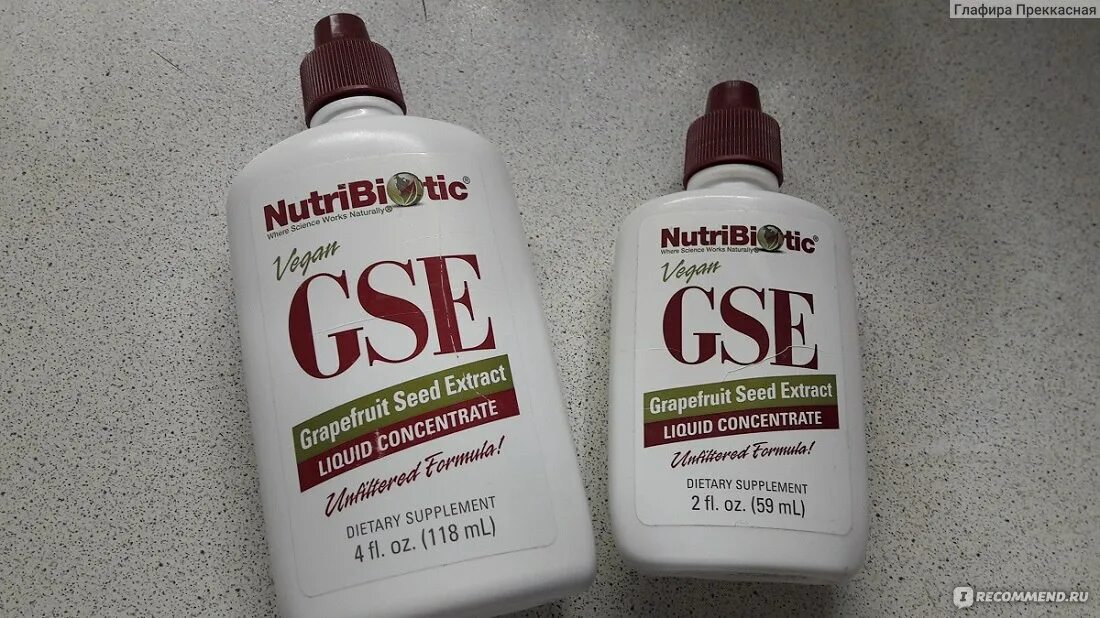 Глафира Преккасная
NutriBiotic®
Where Science Works Naturally®
Vegan
GSE
Grapefruit Seed Extract
LIQUID CONCENTRATE
Unfiltered Formula!
DIETARY SUPPLEMENT
4 fl. oz. (118 mL)
NutriBiotic®
Where Science Works Naturally®
Vegan
GSE
Grapefruit Seed Extract
LIQUID CONCENTRATE
Unfiltered Formula!
DIETARY SUPPLEMENT
2 fl. oz. (59 mL)
IRECOMMEND.RU